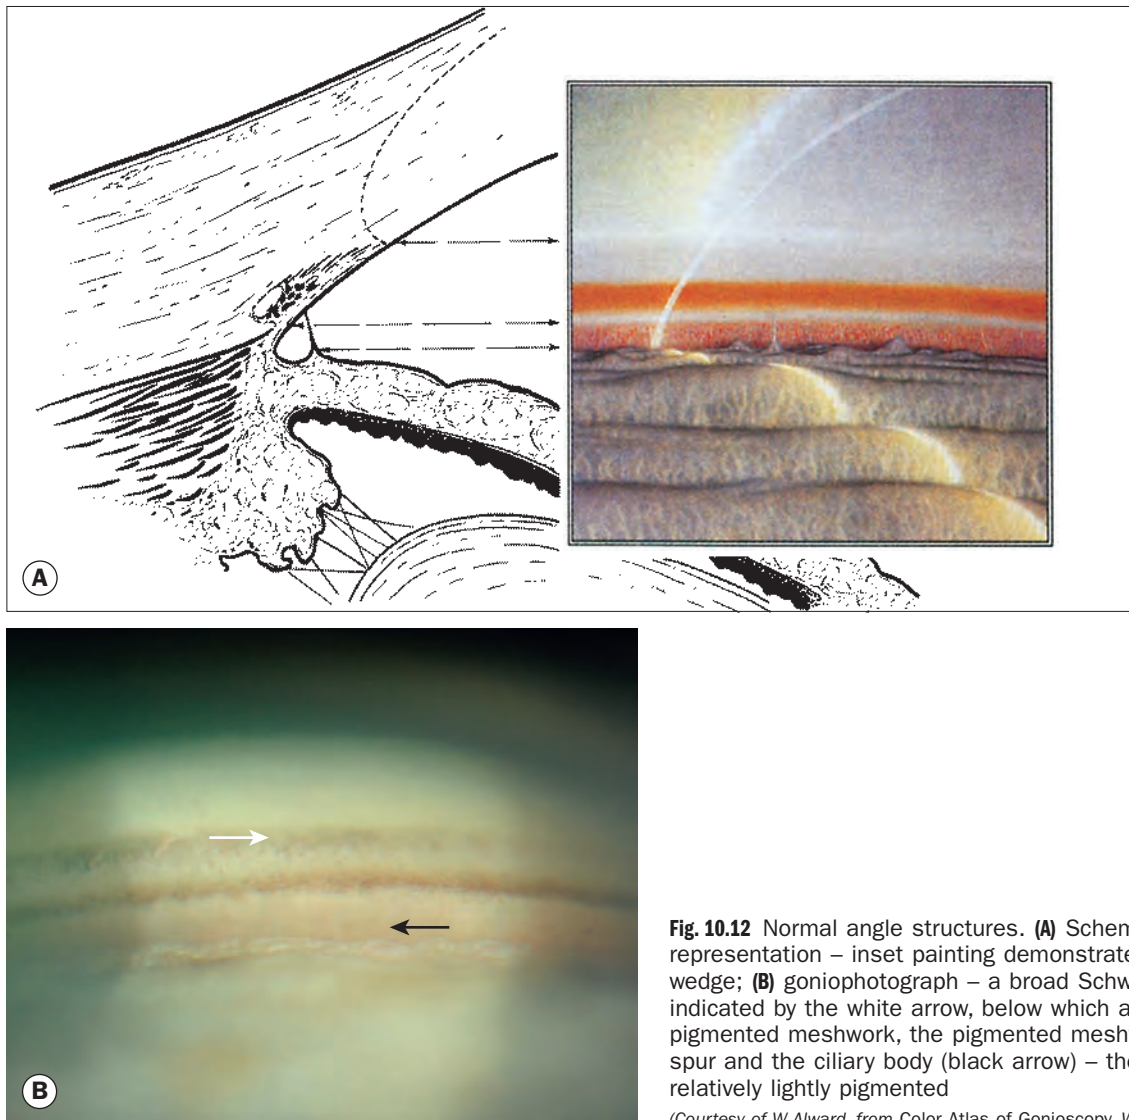 A
B
Fig. 10.12 Normal angle structures. (A) Schem
representation – inset painting demonstrate
wedge; (B) goniophotograph – a broad Schw
indicated by the white arrow, below which a
pigmented meshwork, the pigmented mesh
spur and the ciliary body (black arrow) – the
relatively lightly pigmented
(Courtesy of W Alward, from Color Atlas of Gonioscopy, W